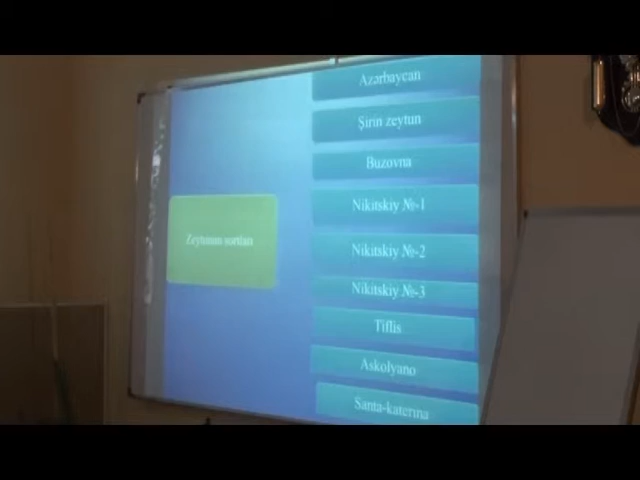 Zeytunun sortları
Azərbaycan
Şirin zeytun
Buzovna
Nikitskiy №-1
Nikitskiy №-2
Nikitskiy №-3
Tiflis
Askolyano
Santa-katerina